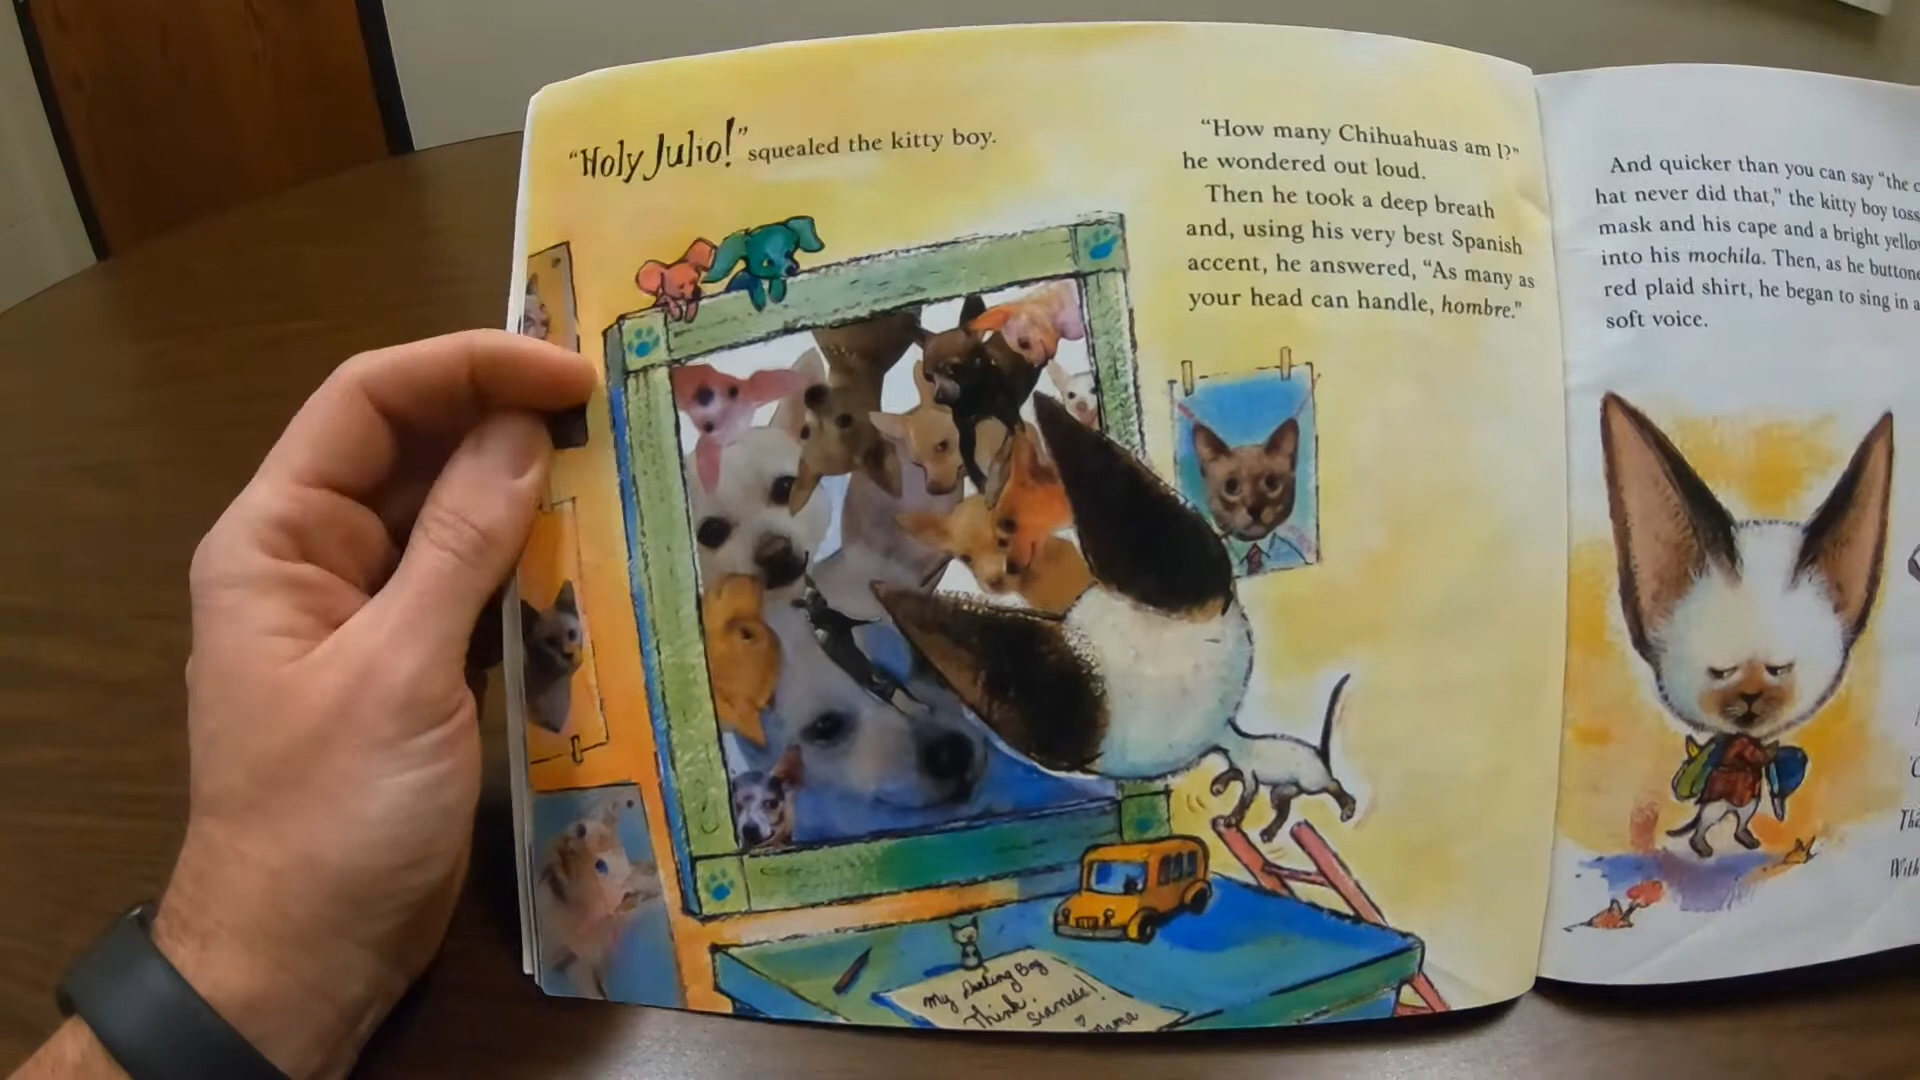 "Holy Julio!" squealed the kitty boy.
"How many Chihuahuas am I?"
he wondered out loud.
Then he took a deep breath
and, using his very best Spanish
accent, he answered, "As many as
your head can handle, hombre."
My Darling Boy
Think
Siamese!
♡ Mama
And quicker than you can say "the
hat never did that," the kitty boy
mask and his cape and a bright
into his mochila. Then, as he
red plaid shirt, he began to sing in a
soft voice.
With